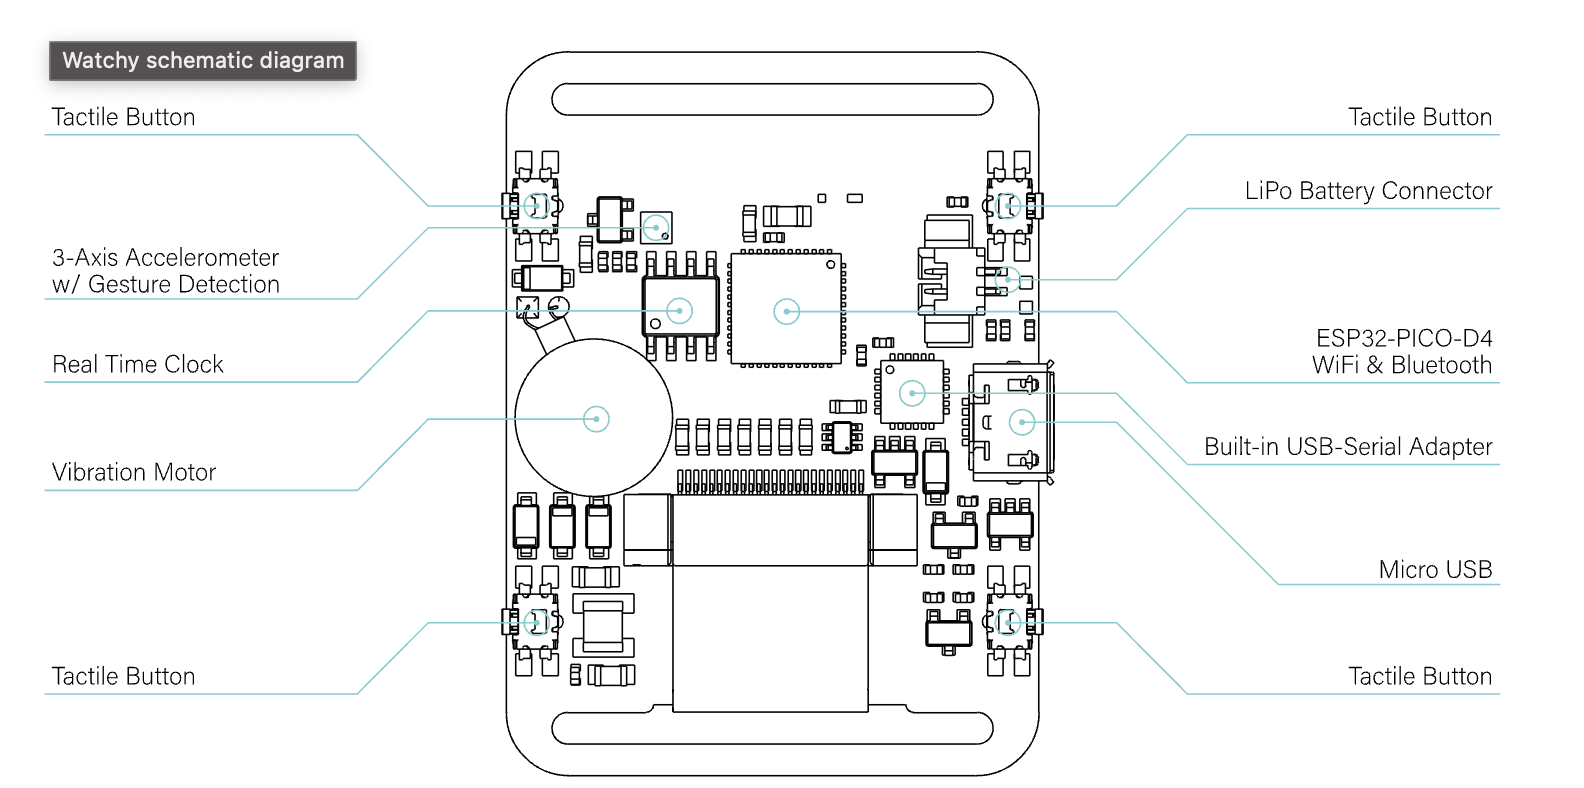 Watchy schematic diagram
Tactile Button
3-Axis Accelerometer
w/ Gesture Detection
Real Time Clock
Vibration Motor
Tactile Button
Tactile Button
LiPo Battery Connector
ESP32-PICO-D4
WiFi & Bluetooth
Built-in USB-Serial Adapter
Micro USB
Tactile Button